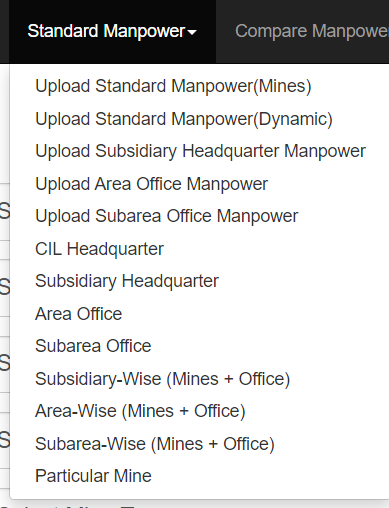 Standard Manpower Compare Manpower
Upload Standard Manpower(Mines)
Upload Standard Manpower(Dynamic)
Upload Subsidiary Headquarter Manpower
Upload Area Office Manpower
Upload Subarea Office Manpower
CIL Headquarter
Subsidiary Headquarter
Area Office
Subarea Office
Subsidiary-Wise (Mines + Office)
Area-Wise (Mines + Office)
Subarea-Wise (Mines + Office)
Particular Mine